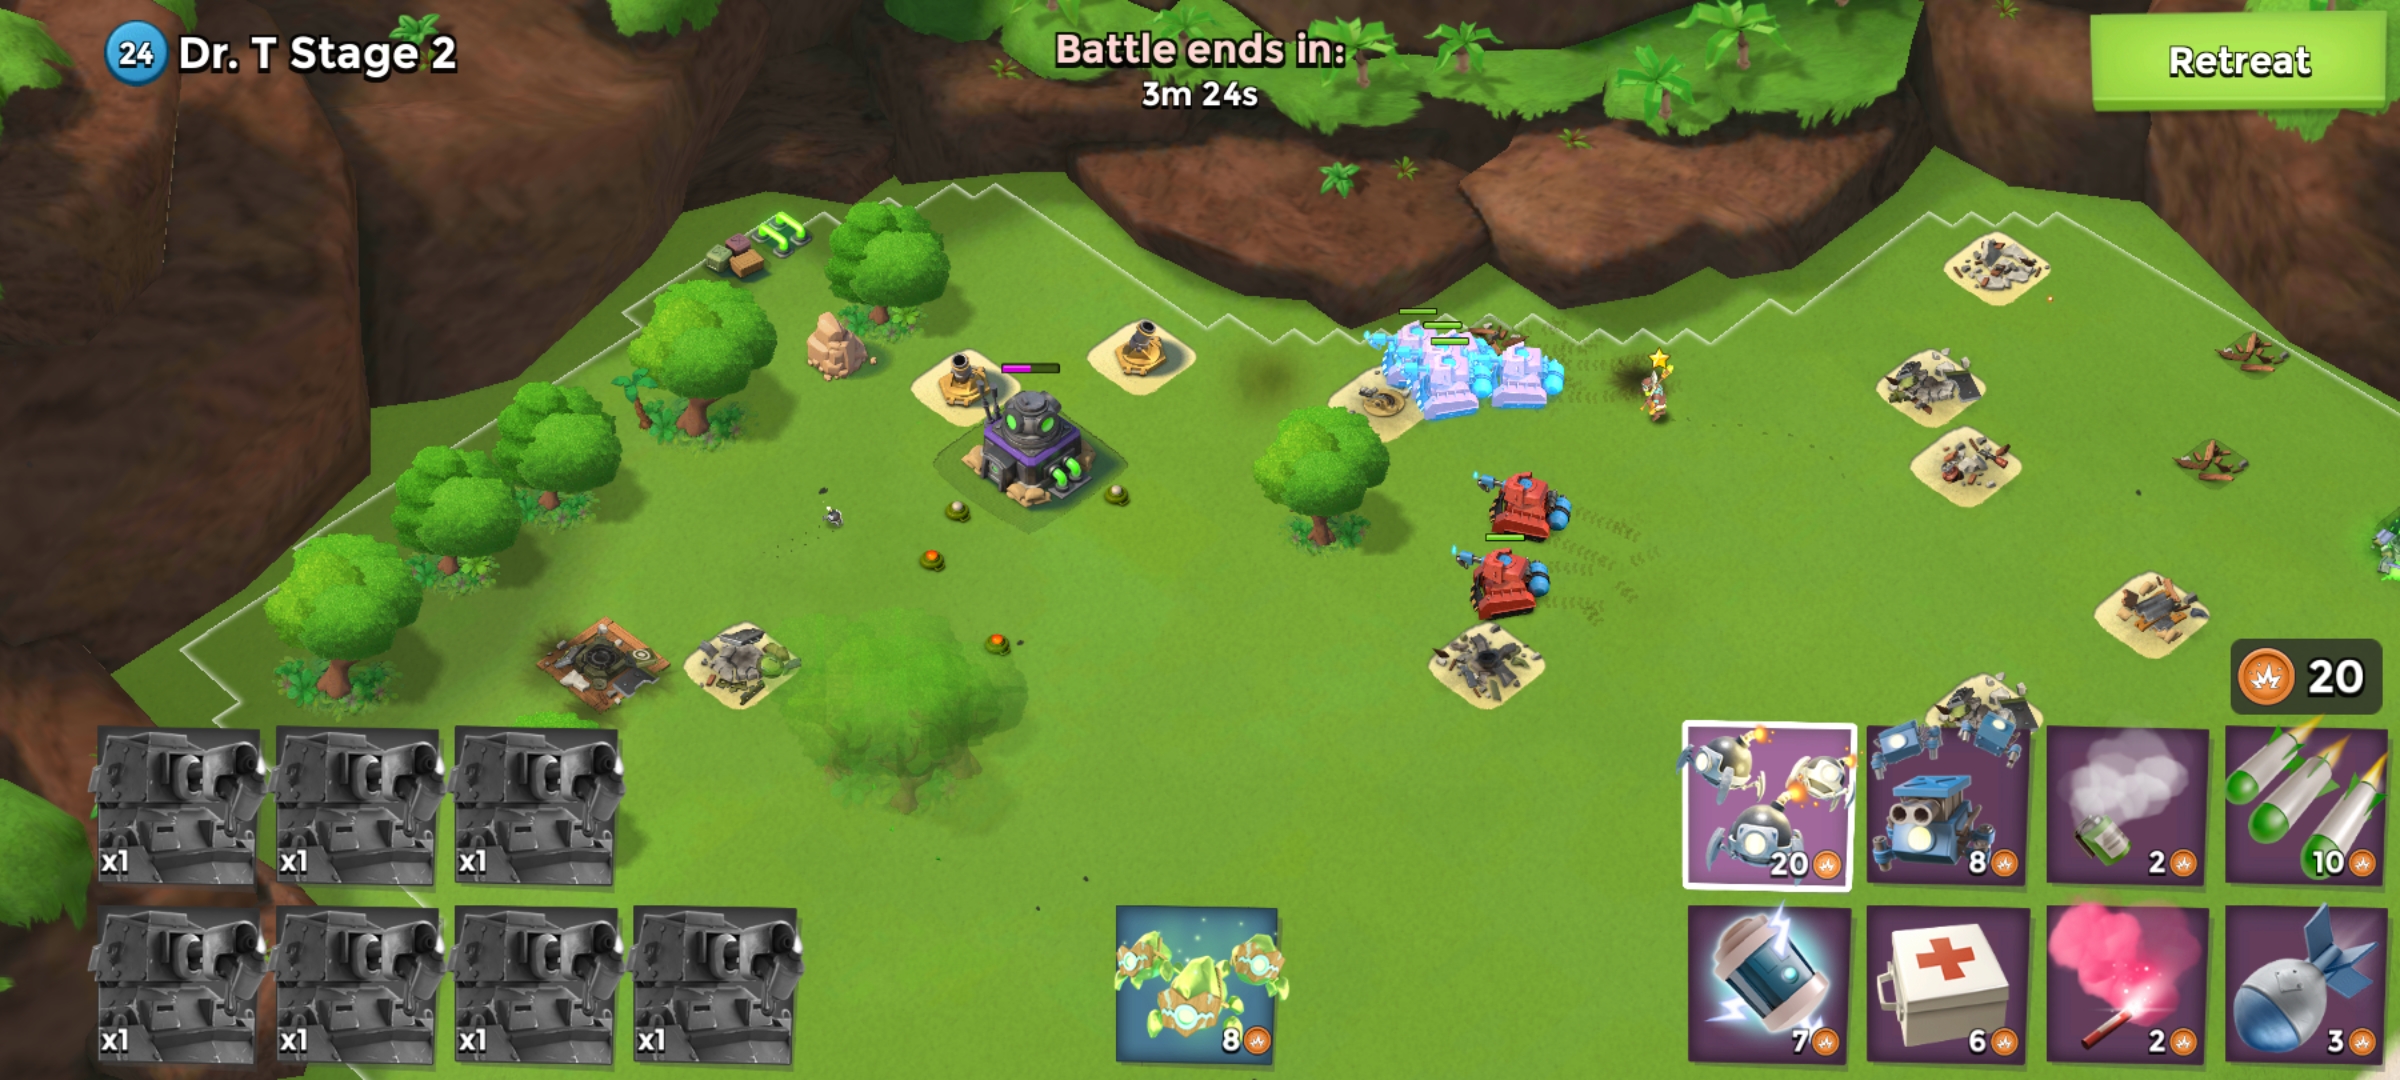 24 Dr. T Stage 2
Battle ends in:
3m 24s
Retreat
20
x1
x1
x1
20
8
2
10
x1
x1
x1
x1
8
7
6
2
3